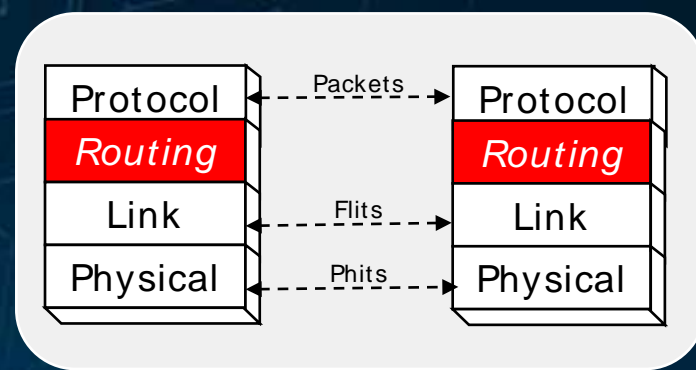 Protocol Packets Protocol
Routing Routing
Link Flits Link
Physical Phits Physical